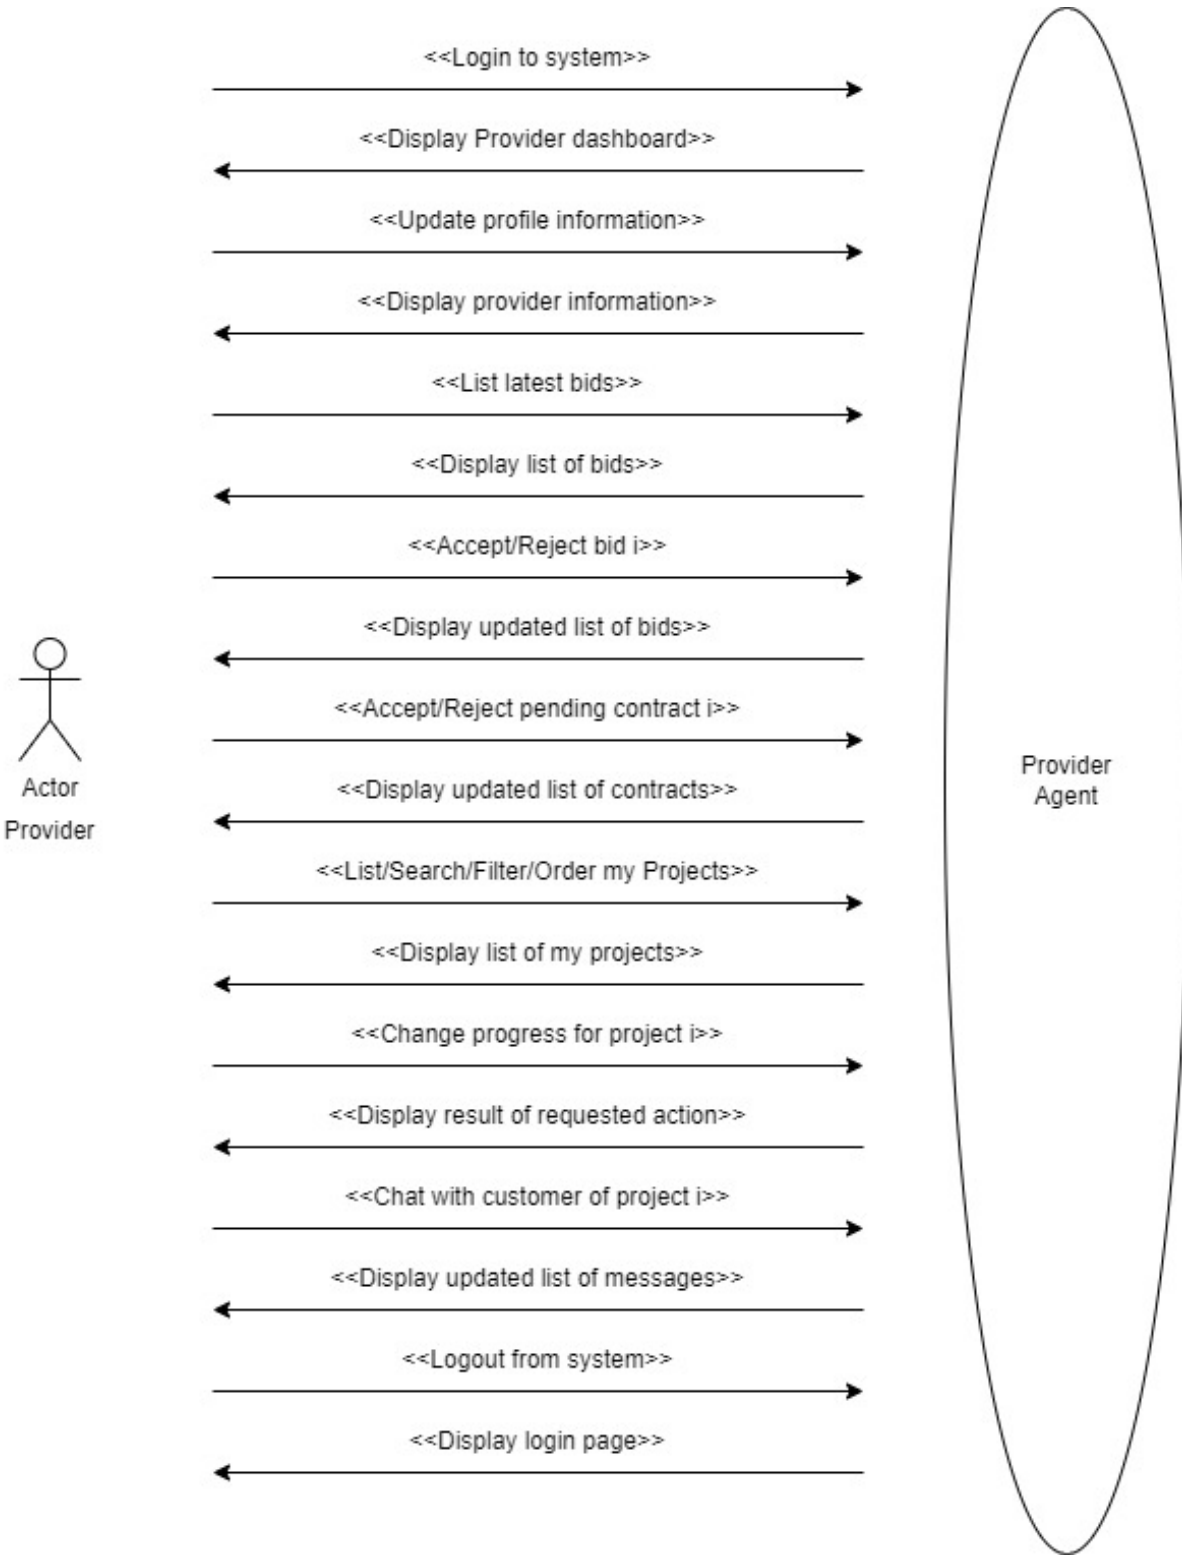 <<Login to system>>
<<Display Provider dashboard>>
<<Update profile information>>
<<Display provider information>>
<<List latest bids>>
<<Display list of bids>>
<<Accept/Reject bid i>>
<<Display updated list of bids>>
<<Accept/Reject pending contract i>>
<<Display updated list of contracts>>
<<List/Search/Filter/Order my Projects>>
<<Display list of my projects>>
<<Change progress for project i>>
<<Display result of requested action>>
<<Chat with customer of project i>>
<<Display updated list of messages>>
<<Logout from system>>
<<Display login page>>
Actor
Provider
Provider
Agent